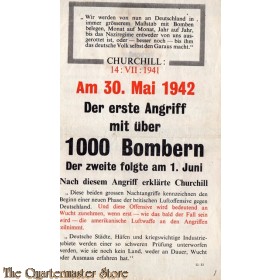 „Wir werden von nun an Deutschland in
immer grösserem Maßstab mit Bomben
belegen, Monat auf Monat, Jahr auf Jahr,
bis das Naziregime entweder von uns ausgerottet
ist, oder — besser noch — bis ihm
das deutsche Volk selbst den Garaus macht."
CHURCHILL:
14 : VII : 1941
Am 30. Mai 1942
Der erste Angriff
mit über
1000 Bombern
Der zweite folgte am 1. Juni
Nach diesem Angriff erklärte Churchill
„Diese beiden grossen Nachtangriffe kennzeichnen den
Beginn einer neuen Phase der britischen Luftoffensive gegen
Deutschland. Und diese Offensive wird bedeutend an
Wucht zunehmen, wenn erst — wie das bald der Fall sein
wird — die amerikanische Luftwaffe an den Angriffen
teilnimmt.
„Deutsche Städte, Häfen und kriegswichtige Industriegebiete
werden einer so schweren Prüfung unterworfen
werden, wie sie noch kein Land, weder an Dauer, Wucht
oder Ausmass erfahren hat."
The Quartermaster Store